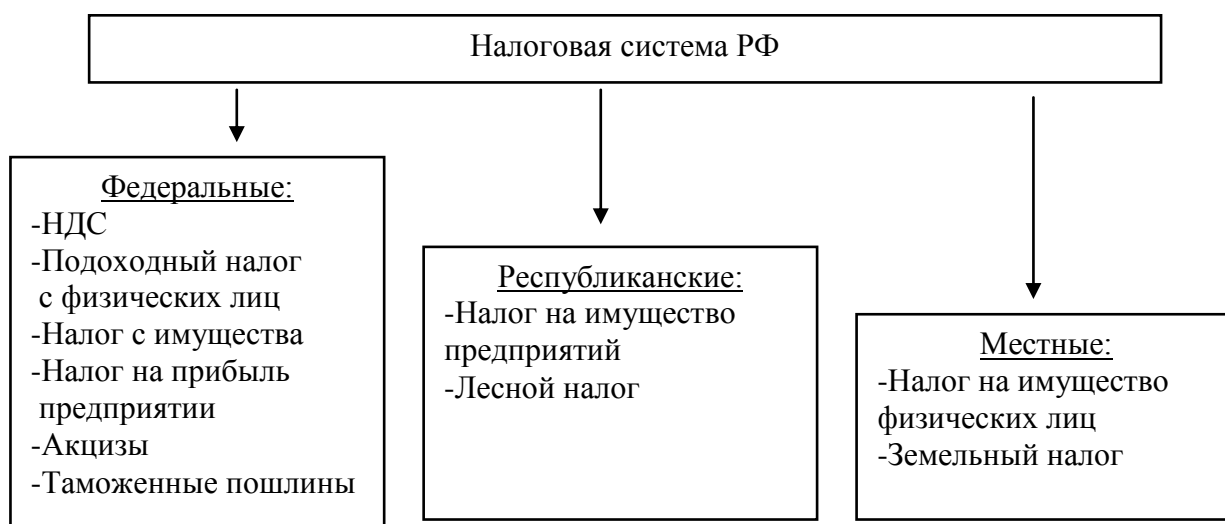 Налоговая система РФ
Федеральные:
-НДС
-Подоходный налог
с физических лиц
-Налог с имущества
-Налог на прибыль
предприятии
-Акцизы
-Таможенные пошлины
Республиканские:
-Налог на имущество
предприятий
-Лесной налог
Местные:
-Налог на имущество
физических лиц
-Земельный налог